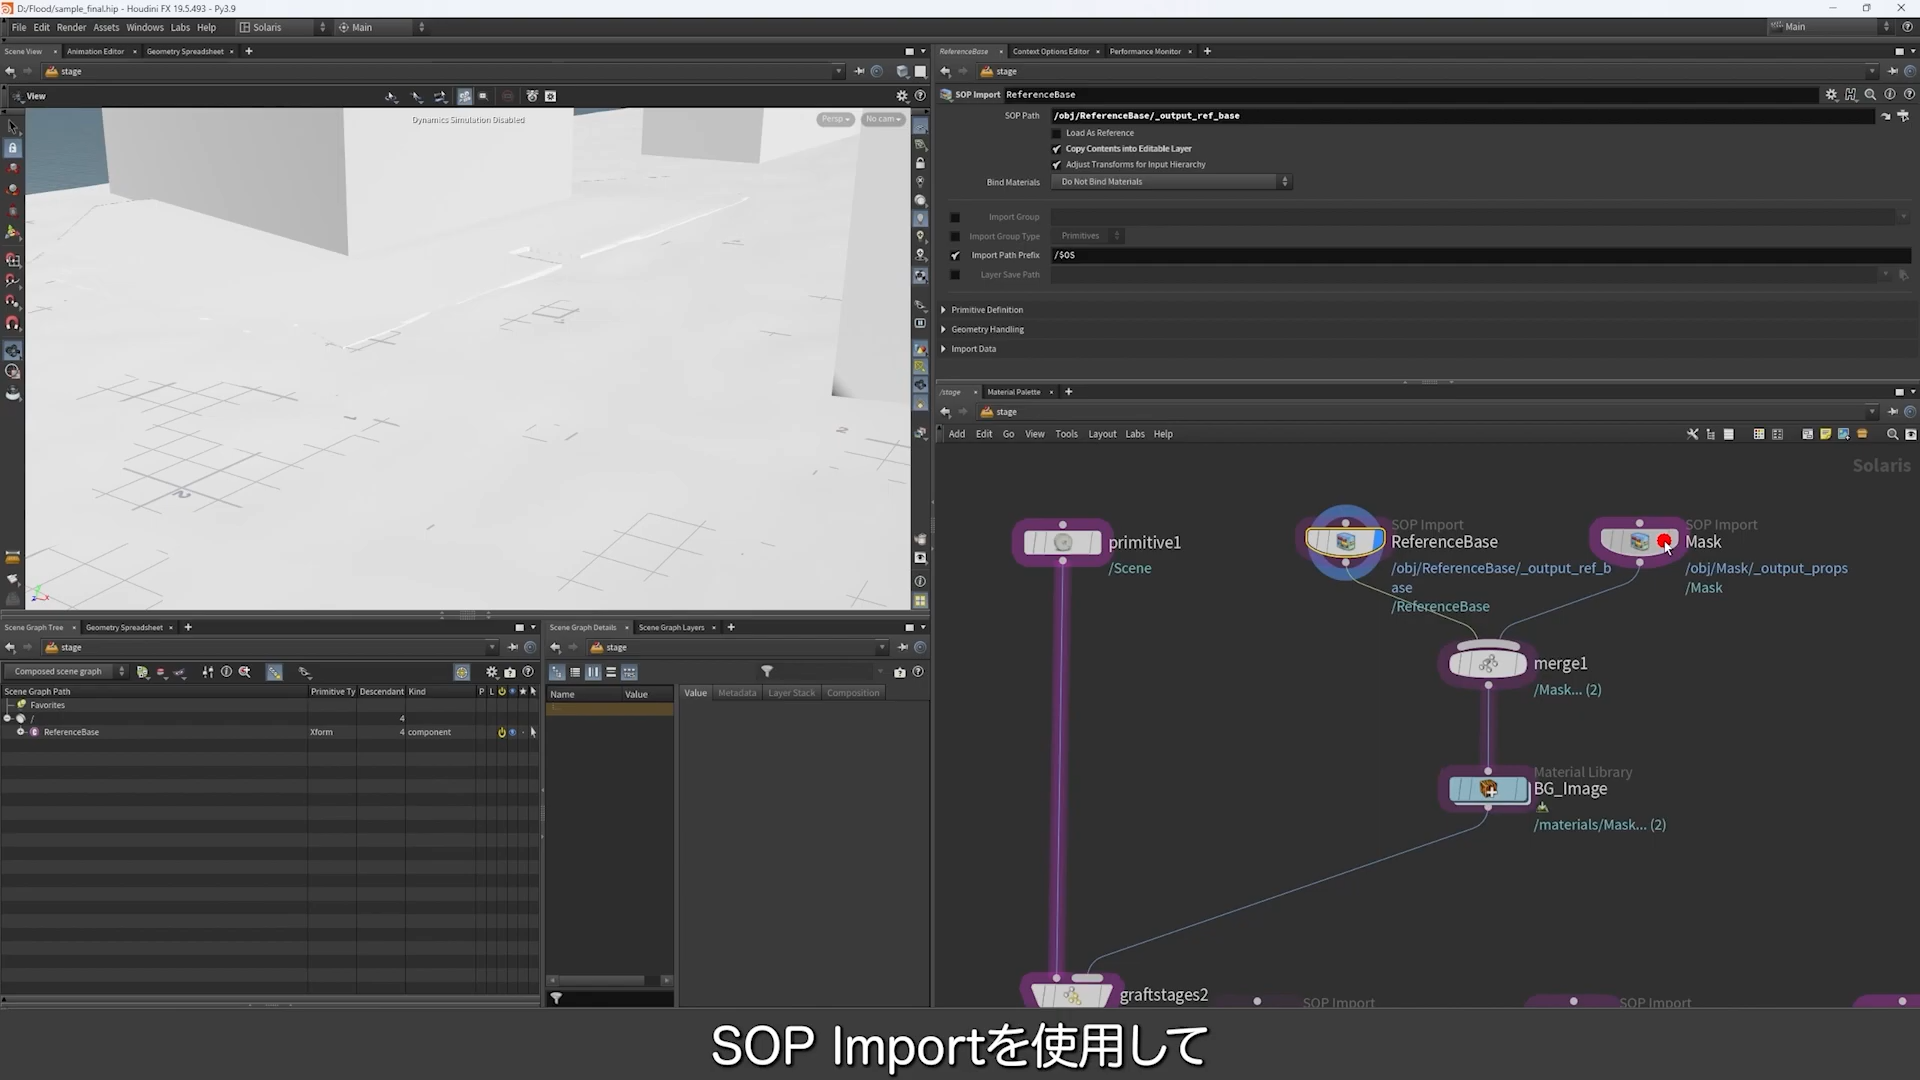 D:/Flood/sample_final.hip - Houdini FX 19.5.493 - Py3.9
File Edit Render Assets Windows Labs Help
Solaris
Main
Main
Scene View
Animation Editor
Geometry Spreadsheet
stage
View
Dynamics Simulation Disabled
Persp
No cam
ReferenceBase
Context Options Editor
Performance Monitor
stage
SOP Import ReferenceBase
SOP Path /obj/ReferenceBase/_output_ref_base
Load As Reference
Copy Contents into Editable Layer
Adjust Transforms for Input Hierarchy
Bind Materials Do Not Bind Materials
Import Group
Import Group Type Primitives
Import Path Prefix /$OS
Layer Save Path
Primitive Definition
Geometry Handling
Import Data
/stage
Material Palette
stage
Add Edit Go View Tools Layout Labs Help
Solaris
primitive1
/Scene
SOP Import
ReferenceBase
/obj/ReferenceBase/_output_ref_b
ase
/ReferenceBase
SOP Import
Mask
/obj/Mask/_output_props
/Mask
merge1
/Mask... (2)
Material Library
BG_Image
/materials/Mask... (2)
graftstages2
SOP Import
SOP Import
Scene Graph Tree
Geometry Spreadsheet
stage
Composed scene graph
Scene Graph Path Primitive Ty Descendant Kind P L
Favorites
/ 4
ReferenceBase Xform 4 component
Scene Graph Details
Scene Graph Layers
stage
Name Value
Value Metadata Layer Stack Composition
SOP Importを使用して